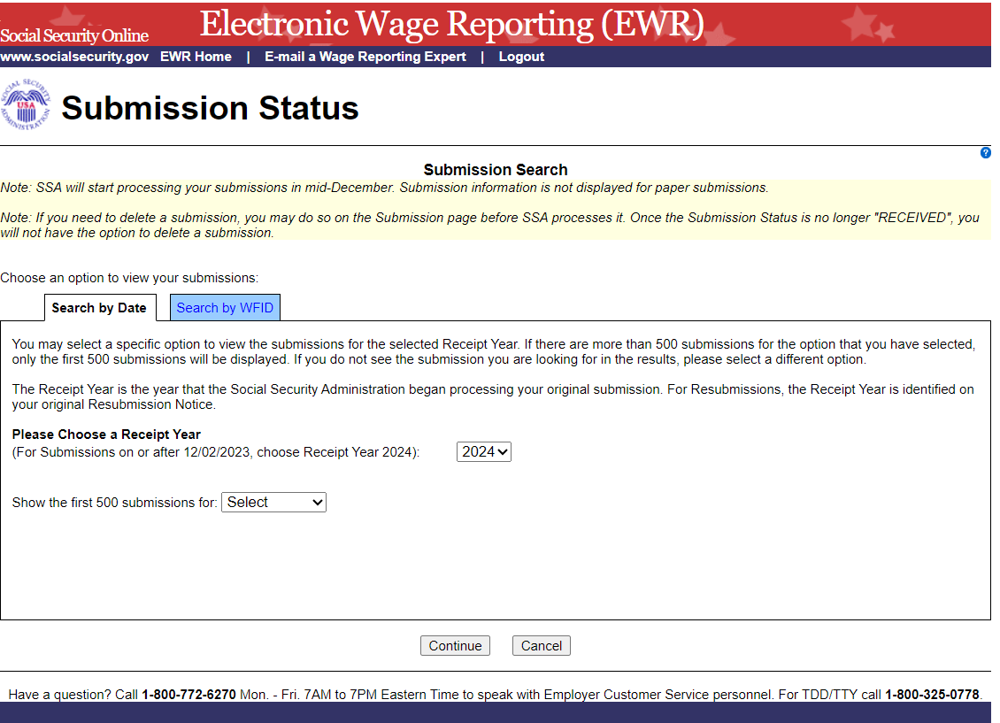 Electronic Wage Reporting (EWR)
Social Security Online
www.socialsecurity.gov EWR Home | E-mail a Wage Reporting Expert | Logout
SOCIAL SECURITY ADMINISTRATION
USA
Submission Status
?
Submission Search
Note: SSA will start processing your submissions in mid-December. Submission information is not displayed for paper submissions.
Note: If you need to delete a submission, you may do so on the Submission page before SSA processes it. Once the Submission Status is no longer "RECEIVED", you
will not have the option to delete a submission.
Choose an option to view your submissions:
Search by Date Search by WFID
You may select a specific option to view the submissions for the selected Receipt Year. If there are more than 500 submissions for the option that you have selected,
only the first 500 submissions will be displayed. If you do not see the submission you are looking for in the results, please select a different option.
The Receipt Year is the year that the Social Security Administration began processing your original submission. For Resubmissions, the Receipt Year is identified on
your original Resubmission Notice.
Please Choose a Receipt Year
(For Submissions on or after 12/02/2023, choose Receipt Year 2024): 2024
Show the first 500 submissions for: Select
Continue Cancel
Have a question? Call 1-800-772-6270 Mon. - Fri. 7AM to 7PM Eastern Time to speak with Employer Customer Service personnel. For TDD/TTY call 1-800-325-0778.